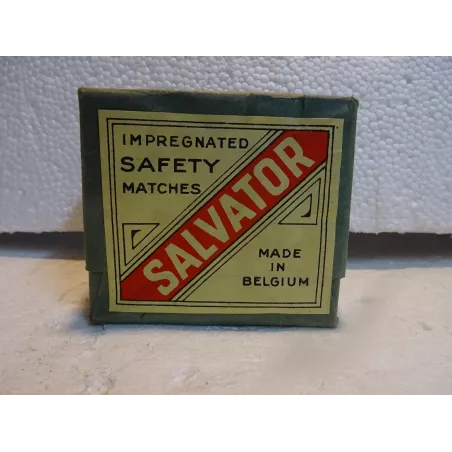 IMPREGNATED
SAFETY
MATCHES
SALVATOR
MADE
IN
BELGIUM